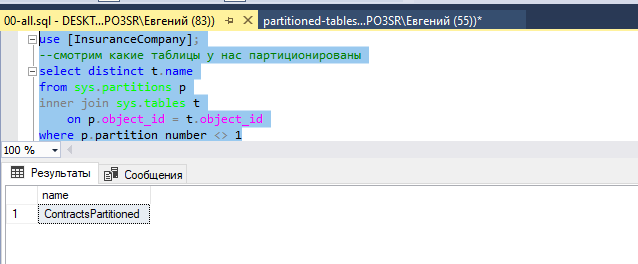 00-all.sql - DESKT...PO3SR\Евгений (83))
partitioned-tables...PO3SR\Евгений (55))*
use [InsuranceCompany];
--смотрим какие таблицы у нас партиционированы
select distinct t.name
from sys.partitions p
inner join sys.tables t
on p.object_id = t.object_id
where p.partition_number <> 1
100 %
Результаты
Сообщения
name
1 ContractsPartitioned